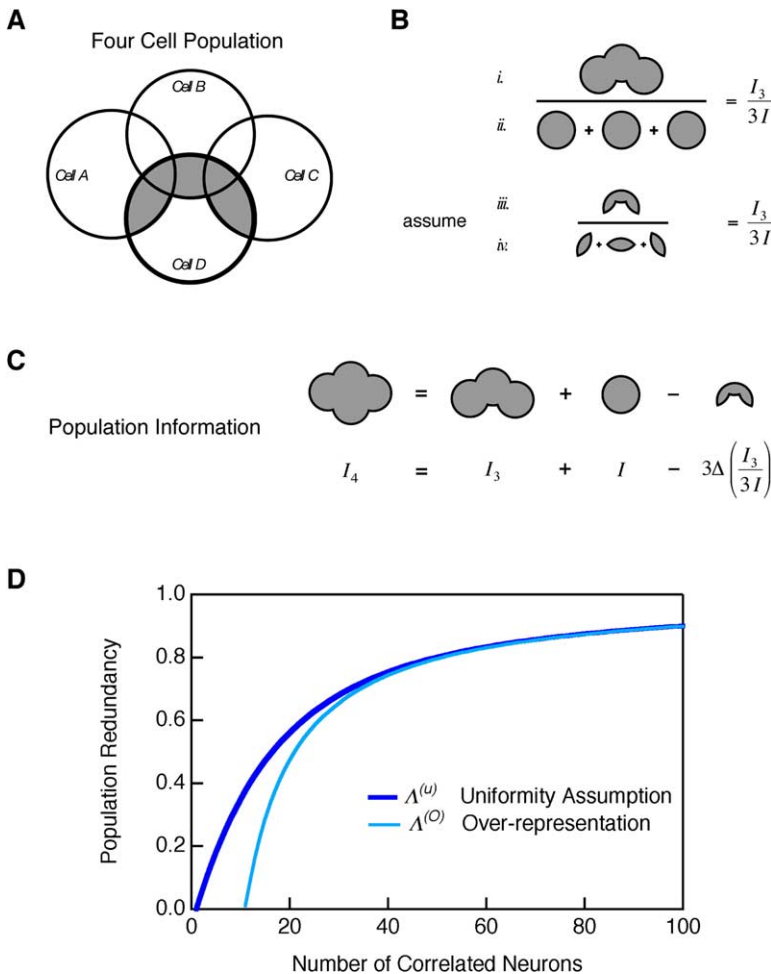 A
Four Cell Population
Cell B
Cell A
Cell C
Cell D
B
i.
ii.
+ +
= I₃
3I
assume
iii.
iv.
+ +
= I₃
3I
C
Population Information
= + −
I₄ = I₃ + I − 3Δ(I₃/3I)
D
Population Redundancy
1.0
0.8
0.6
0.4
0.2
0.0
Λ⁽ᵘ⁾ Uniformity Assumption
Λ⁽ᴼ⁾ Over-representation
0 20 40 60 80 100
Number of Correlated Neurons